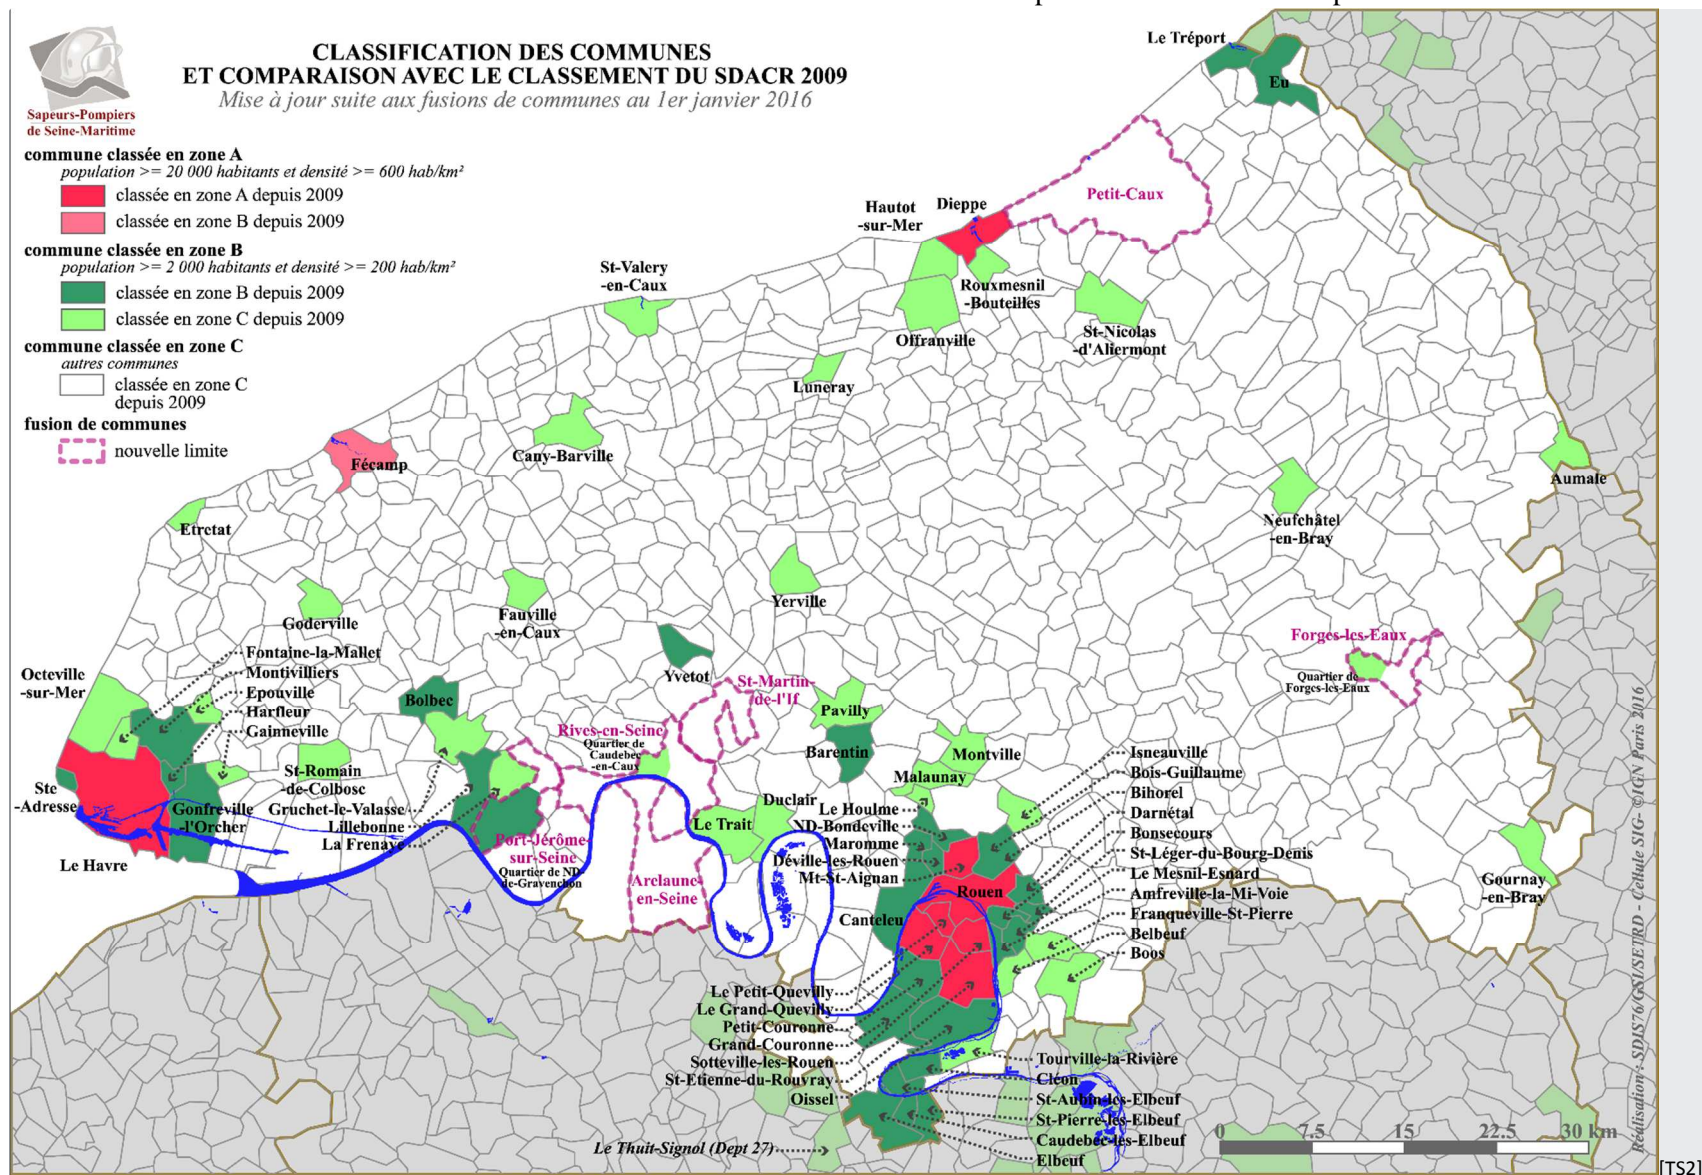 CLASSIFICATION DES COMMUNES
ET COMPARAISON AVEC LE CLASSEMENT DU SDACR 2009
Mise à jour suite aux fusions de communes au 1er janvier 2016
Sapeurs-Pompiers
de Seine-Maritime
commune classée en zone A
population >= 20 000 habitants et densité >= 600 hab/km²
classée en zone A depuis 2009
classée en zone B depuis 2009
commune classée en zone B
population >= 2 000 habitants et densité >= 200 hab/km²
classée en zone B depuis 2009
classée en zone C depuis 2009
commune classée en zone C
autres communes
classée en zone C
depuis 2009
fusion de communes
nouvelle limite
Le Tréport
Eu
Petit-Caux
Dieppe
Hautot
-sur-Mer
St-Valery
-en-Caux
Rouxmesnil
-Bouteilles
Offranville
St-Nicolas
-d'Aliermont
Luneray
Cany-Barville
Fécamp
Aumale
Neufchâtel
-en-Bray
Etretat
Yerville
Goderville
Fauville
-en-Caux
Forges-les-Eaux
Quartier de
Forges-les-Eaux
Yvetot
St-Martin-
de-l'If
Octeville
-sur-Mer
Fontaine-la-Mallet
Montivilliers
Epouville
Harfleur
Gainneville
Bolbec
Rives-en-Seine
Quartier de
Caudebec
-en-Caux
Pavilly
Barentin
Montville
Malaunay
St-Romain
-de-Colbosc
Ste
-Adresse
Gonfreville
-l'Orcher
Le Havre
Gruchet-le-Valasse
Lillebonne
La Frenaye
Port-Jérôme-
sur-Seine
Quartier de ND-
de-Gravenchon
Arelaune-
en-Seine
Le Trait
Duclair
Le Houlme
ND-Bondeville
Maromme
Déville-les-Rouen
Mt-St-Aignan
Rouen
Canteleu
Isneauville
Bois-Guillaume
Bihorel
Darnétal
Bonsecours
St-Léger-du-Bourg-Denis
Le Mesnil-Esnard
Amfreville-la-Mi-Voie
Franqueville-St-Pierre
Belbeuf
Boos
Gournay
-en-Bray
Le Petit-Quevilly
Le Grand-Quevilly
Petit-Couronne
Grand-Couronne
Sotteville-les-Rouen
St-Etienne-du-Rouvray
Oissel
Tourville-la-Rivière
Cléon
St-Aubin-les-Elbeuf
St-Pierre-les-Elbeuf
Caudebec-les-Elbeuf
Elbeuf
Le Thuit-Signol (Dept 27)
0 7,5 15 22,5 30 km
Réalisation : SDIS76/GSI/SETRD - Cellule SIG- ©IGN Paris 2016
[TS2]